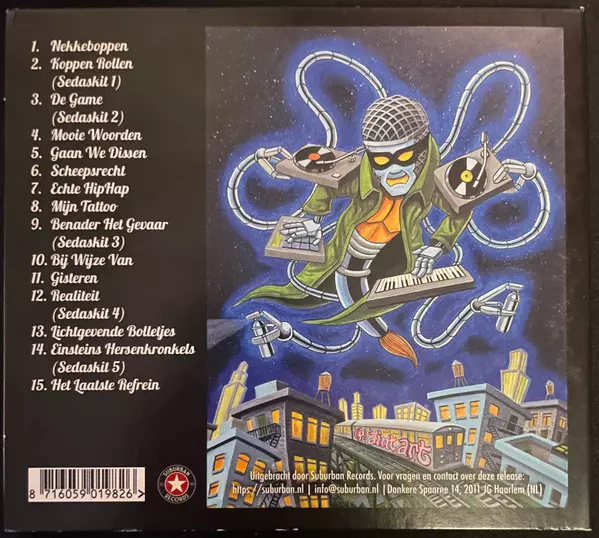 1. Nekkeboppen
2. Koppen Rollen
(Sedaskit 1)
3. De Game
(Sedaskit 2)
4. Mooie Woorden
5. Gaan We Dissen
6. Scheepsrecht
7. Echte HipHap
8. Mijn Tattoo
9. Benader Het Gevaar
(Sedaskit 3)
10. Bij Wijze Van
11. Gisteren
12. Realiteit
(Sedaskit 4)
13. Lichtgevende Bolletjes
14. Einsteins Hersenkronkels
(Sedaskit 5)
15. Het Laatste Refrein
8 716059 019826 >
SUBURBAN
RECORDS
aint art
Uitgebracht door Suburban Records. Voor vragen en contact over deze release:
https://suburban.nl | info@suburban.nl | Donkere Spaarne 14, 2011 JG Haarlem (NL)